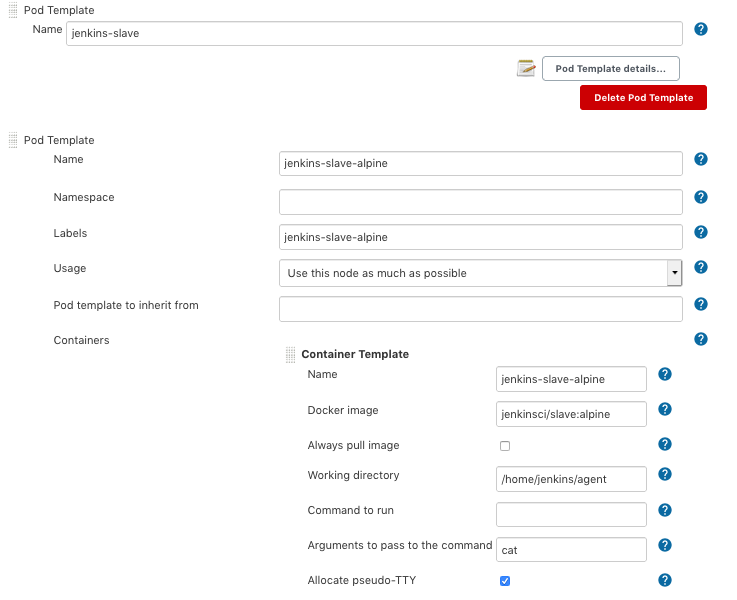 Pod Template
Name jenkins-slave ?
Pod Template details...
Delete Pod Template
Pod Template
Name jenkins-slave-alpine ?
Namespace ?
Labels jenkins-slave-alpine ?
Usage Use this node as much as possible ?
Pod template to inherit from ?
Containers ?
Container Template
Name jenkins-slave-alpine ?
Docker image jenkinsci/slave:alpine ?
Always pull image ?
Working directory /home/jenkins/agent ?
Command to run ?
Arguments to pass to the command cat ?
Allocate pseudo-TTY ?